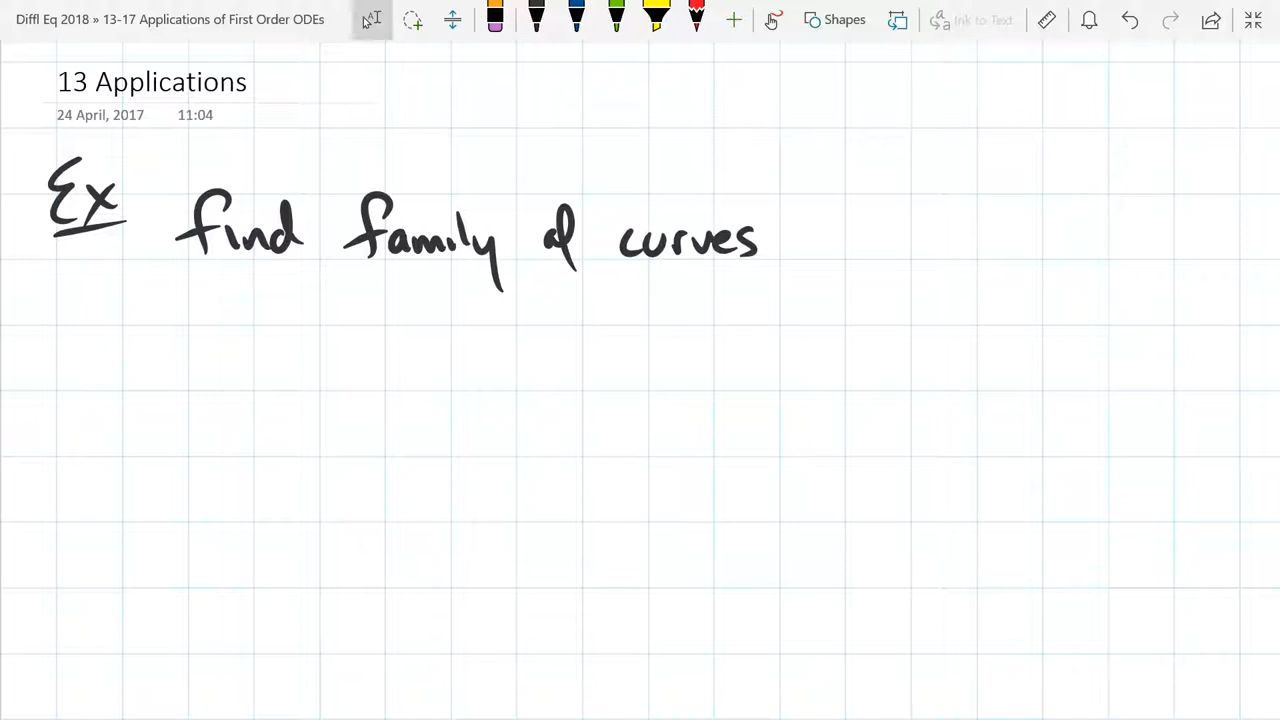 Diffl Eq 2018 » 13-17 Applications of First Order ODEs
Shapes
Ink to Text
13 Applications
24 April, 2017 11:04
Ex find family of curves